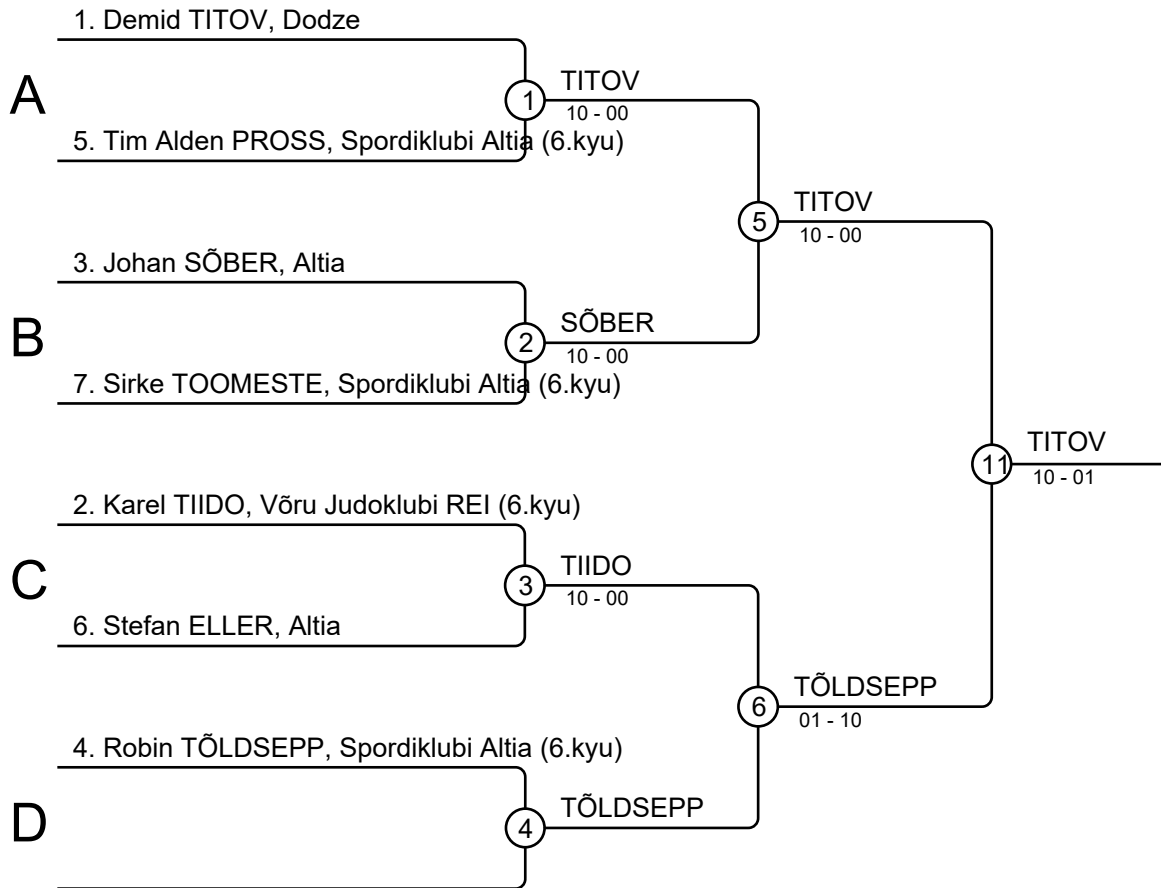 1. Demid TITOV, Dodze
A
1
TITOV
10 - 00
5. Tim Alden PROSS, Spordiklubi Altia (6.kyu)
5
TITOV
10 - 00
3. Johan SÕBER, Altia
B
2
SÕBER
10 - 00
7. Sirke TOOMESTE, Spordiklubi Altia (6.kyu)
11
TITOV
10 - 01
2. Karel TIIDO, Võru Judoklubi REI (6.kyu)
C
3
TIIDO
10 - 00
6. Stefan ELLER, Altia
6
TÕLDSEPP
01 - 10
4. Robin TÕLDSEPP, Spordiklubi Altia (6.kyu)
D
4
TÕLDSEPP